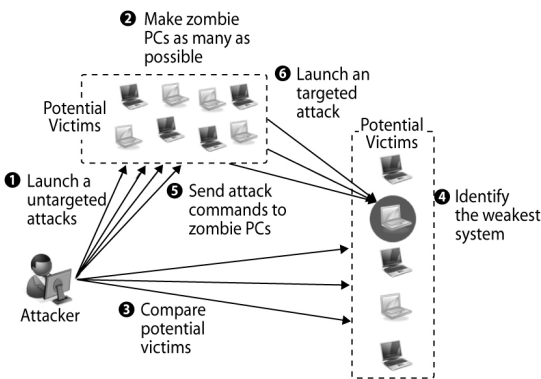 ❷ Make zombie
PCs as many as
possible
❻ Launch an
targeted
attack
Potential
Victims
Potential
Victims
❶ Launch a
untargeted
attacks
❺ Send attack
commands to
zombie PCs
❹ Identify
the weakest
system
Attacker
❸ Compare
potential
victims